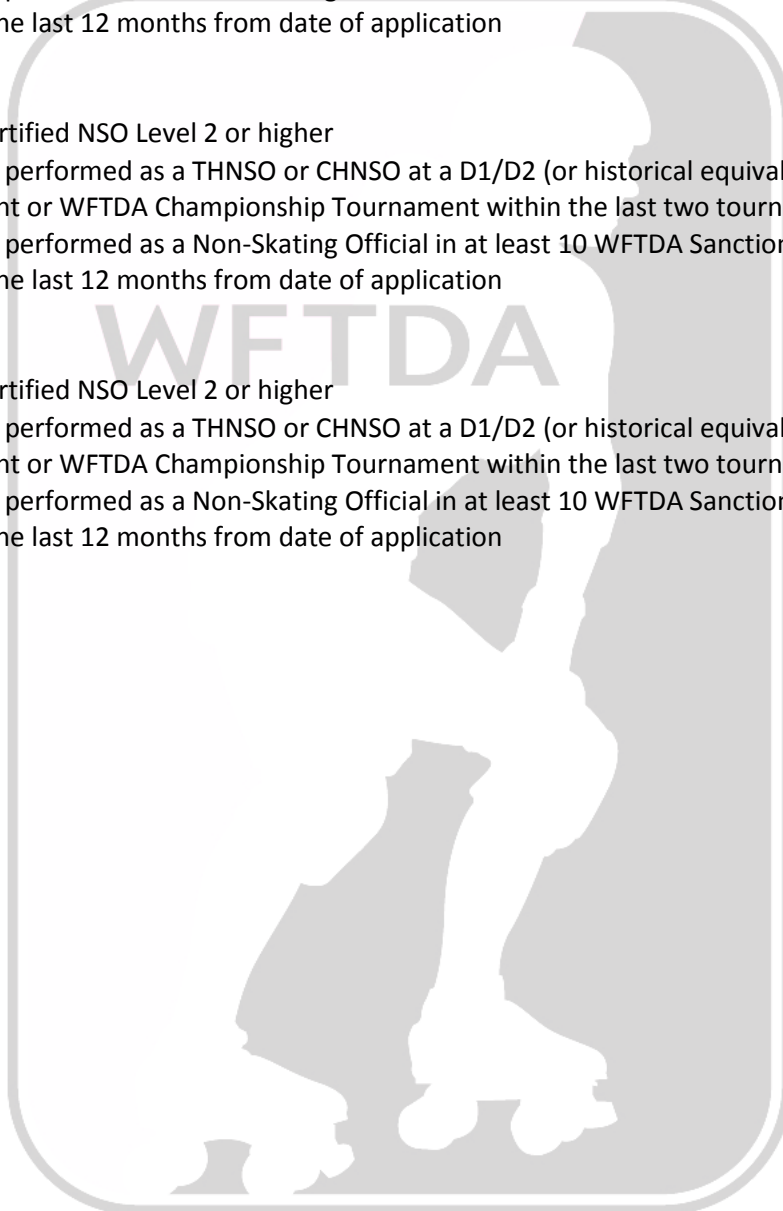 he last 12 months from date of application
rtified NSO Level 2 or higher
performed as a THNSO or CHNSO at a D1/D2 (or historical equival
nt or WFTDA Championship Tournament within the last two tourn
performed as a Non-Skating Official in at least 10 WFTDA Sanction
he last 12 months from date of application
WFTDA
rtified NSO Level 2 or higher
performed as a THNSO or CHNSO at a D1/D2 (or historical equival
nt or WFTDA Championship Tournament within the last two tourn
performed as a Non-Skating Official in at least 10 WFTDA Sanction
he last 12 months from date of application